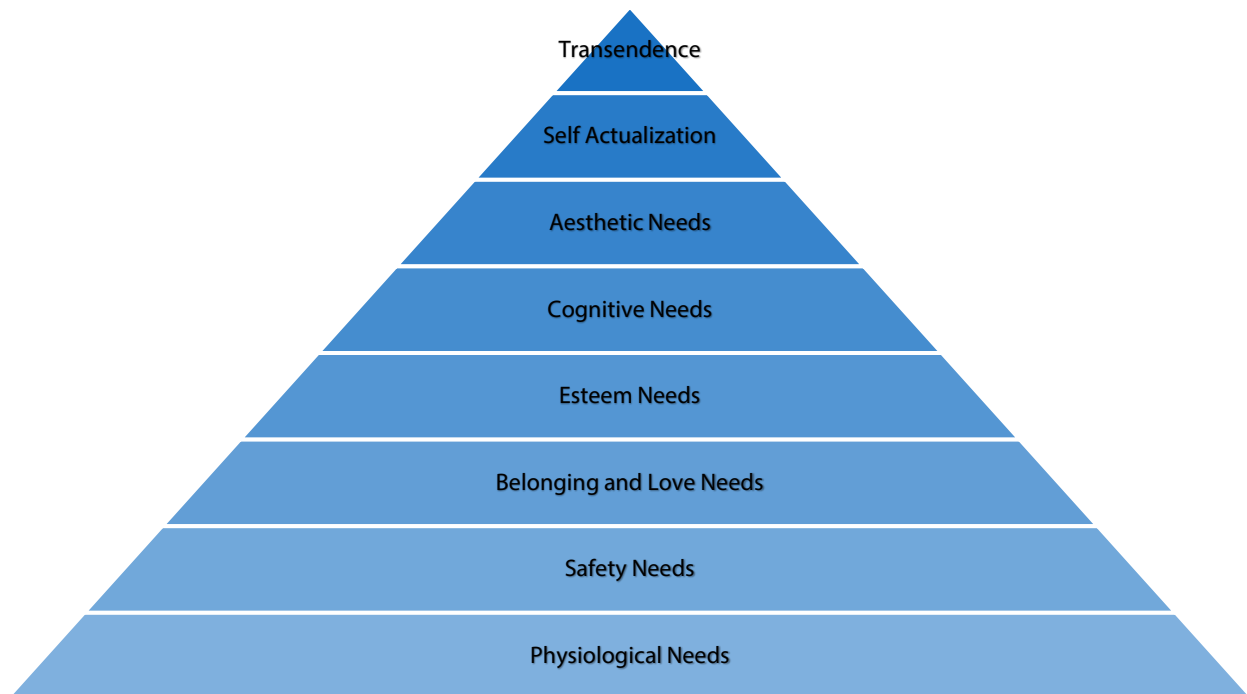 Transendence
Self Actualization
Aesthetic Needs
Cognitive Needs
Esteem Needs
Belonging and Love Needs
Safety Needs
Physiological Needs